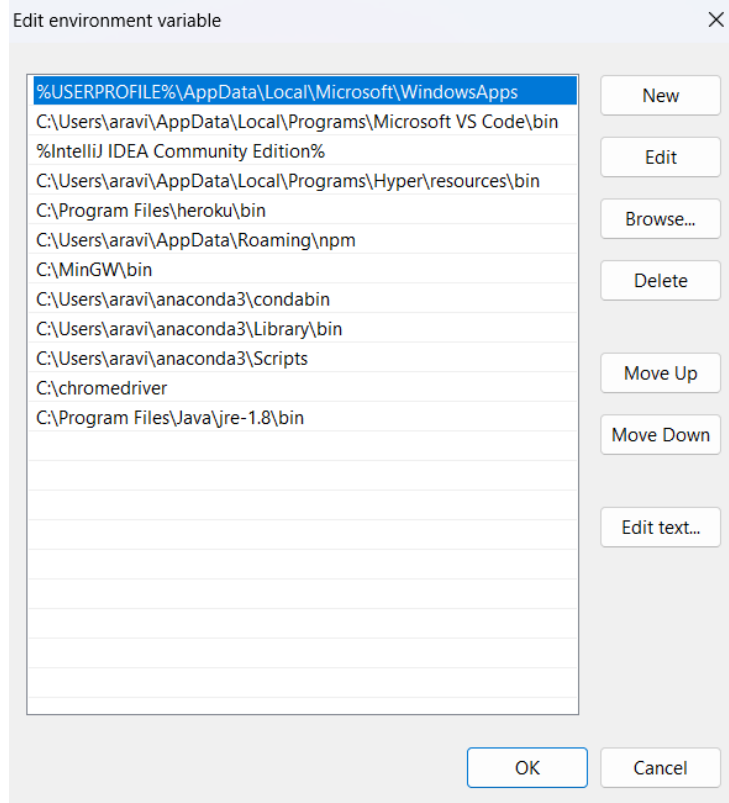 Edit environment variable
%USERPROFILE%\AppData\Local\Microsoft\WindowsApps
C:\Users\aravi\AppData\Local\Programs\Microsoft VS Code\bin
%IntelliJ IDEA Community Edition%
C:\Users\aravi\AppData\Local\Programs\Hyper\resources\bin
C:\Program Files\heroku\bin
C:\Users\aravi\AppData\Roaming\npm
C:\MinGW\bin
C:\Users\aravi\anaconda3\condabin
C:\Users\aravi\anaconda3\Library\bin
C:\Users\aravi\anaconda3\Scripts
C:\chromedriver
C:\Program Files\Java\jre-1.8\bin
New
Edit
Browse...
Delete
Move Up
Move Down
Edit text...
OK
Cancel